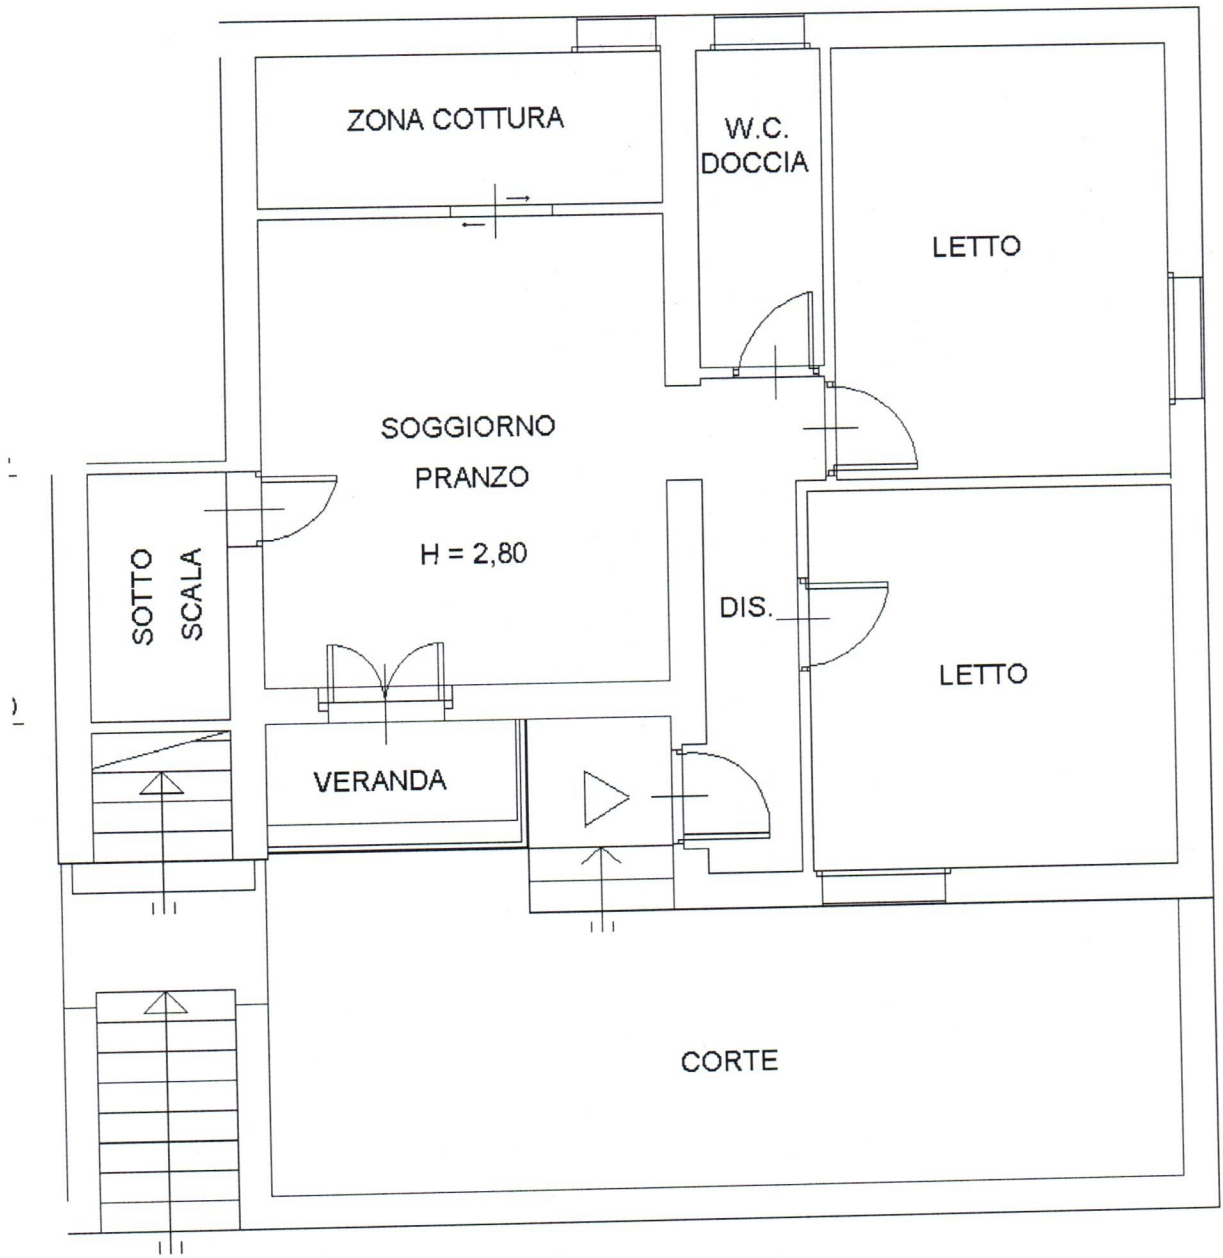 ZONA COTTURA
W.C.
DOCCIA
LETTO
SOGGIORNO
PRANZO
H = 2,80
SOTTO
SCALA
DIS.
LETTO
VERANDA
CORTE